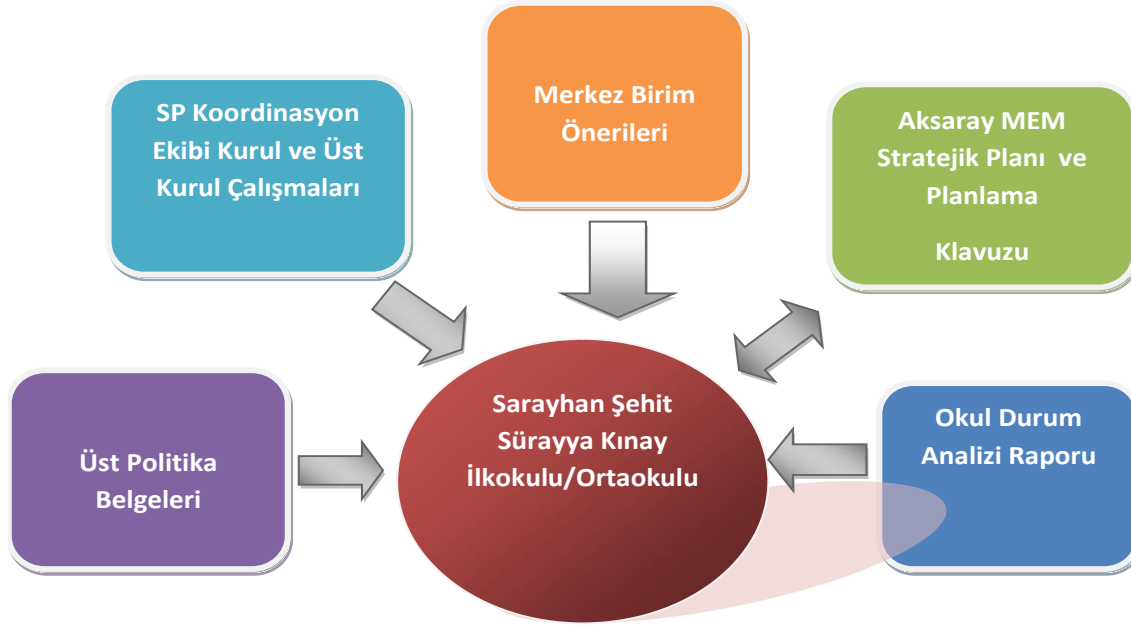 SP Koordinasyon
Ekibi Kurul ve Üst
Kurul Çalışmaları
Merkez Birim
Önerileri
Aksaray MEM
Stratejik Planı ve
Planlama
Klavuzu
Üst Politika
Belgeleri
Sarayhan Şehit
Sürayya Kınay
İlkokulu/Ortaokulu
Okul Durum
Analizi Raporu